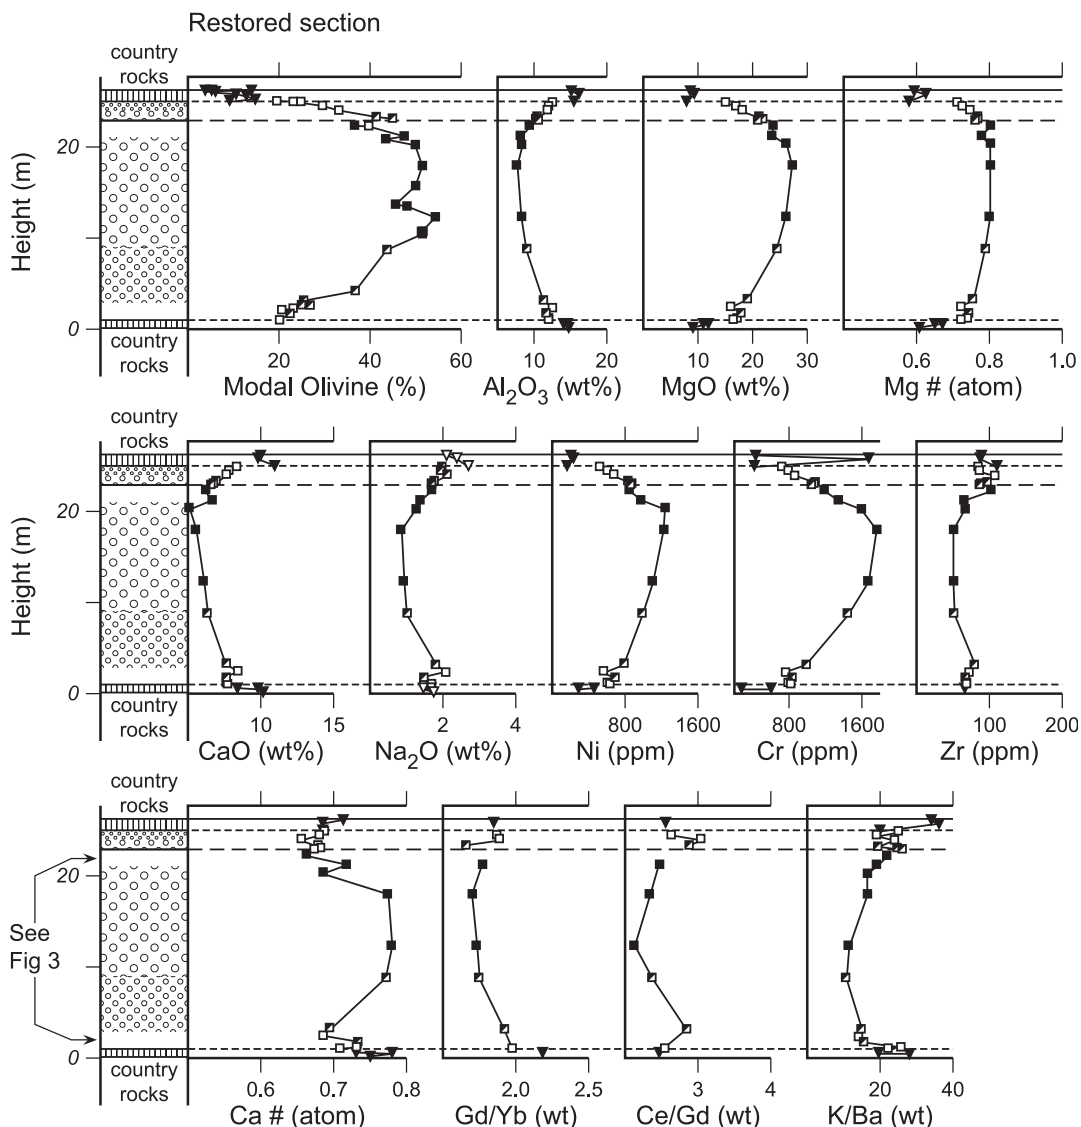 Restored section
country
rocks
Height (m)
20
0
country
rocks
20 40 60
Modal Olivine (%)
10 20
Al₂O₃ (wt%)
10 20 30
MgO (wt%)
0.6 0.8 1.0
Mg # (atom)
country
rocks
Height (m)
20
0
country
rocks
10 15
CaO (wt%)
2 4
Na₂O (wt%)
800 1600
Ni (ppm)
800 1600
Cr (ppm)
100 200
Zr (ppm)
country
rocks
20
See
Fig 3
0
country
rocks
0.6 0.7 0.8
Ca # (atom)
2.0 2.5
Gd/Yb (wt)
3 4
Ce/Gd (wt)
20 40
K/Ba (wt)